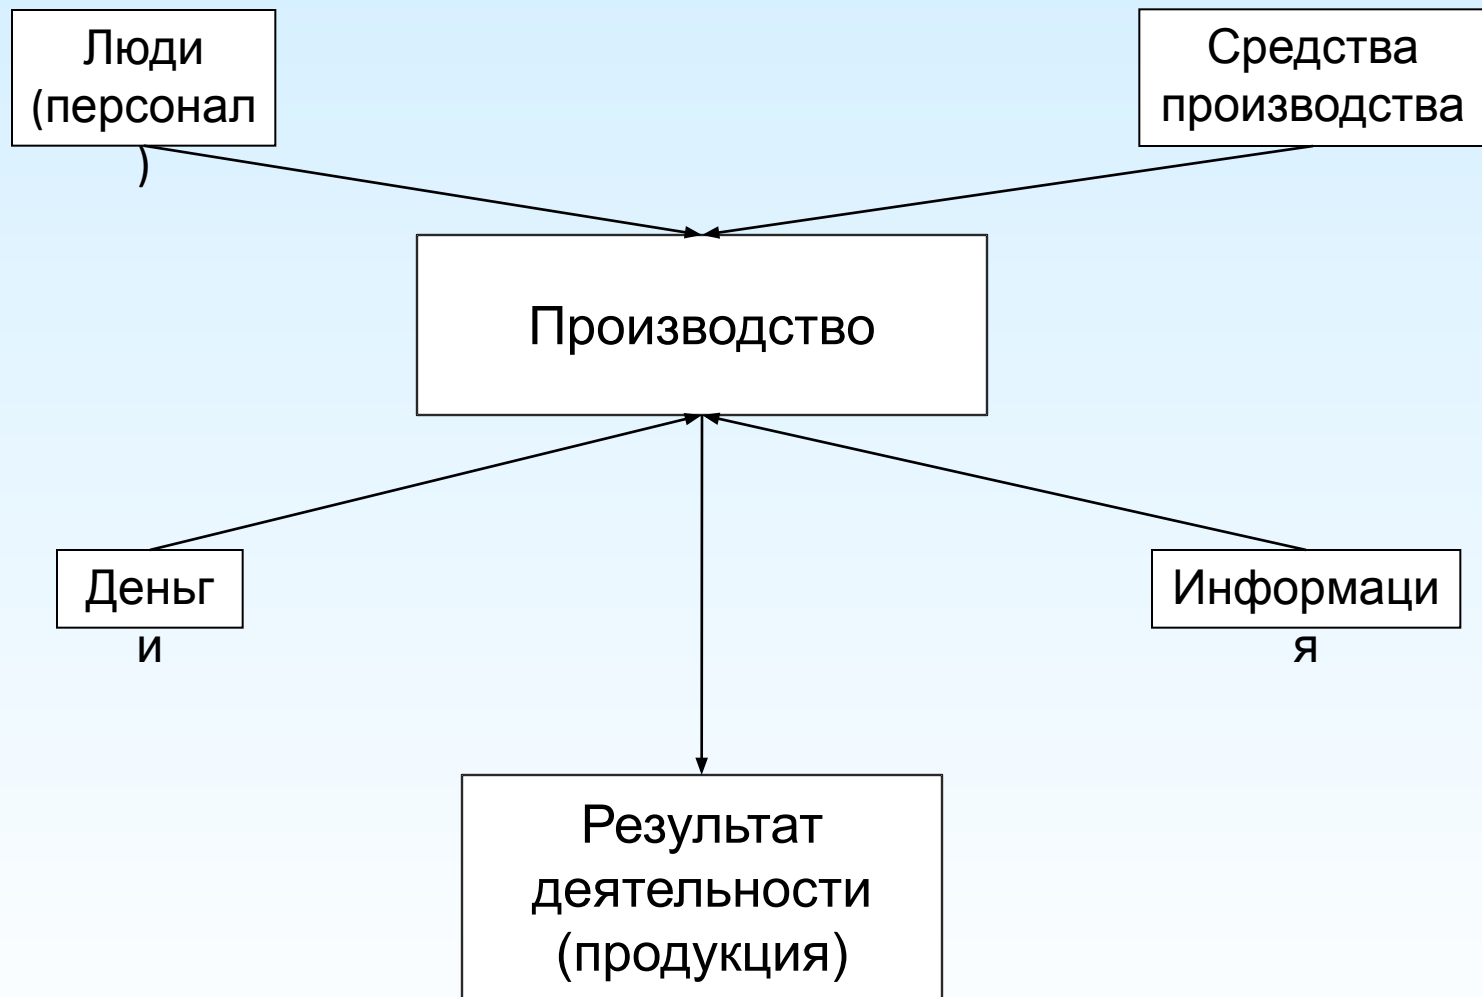 Люди
(персонал
)
Средства
производства
Производство
Деньг
и
Информаци
я
Результат
деятельности
(продукция)